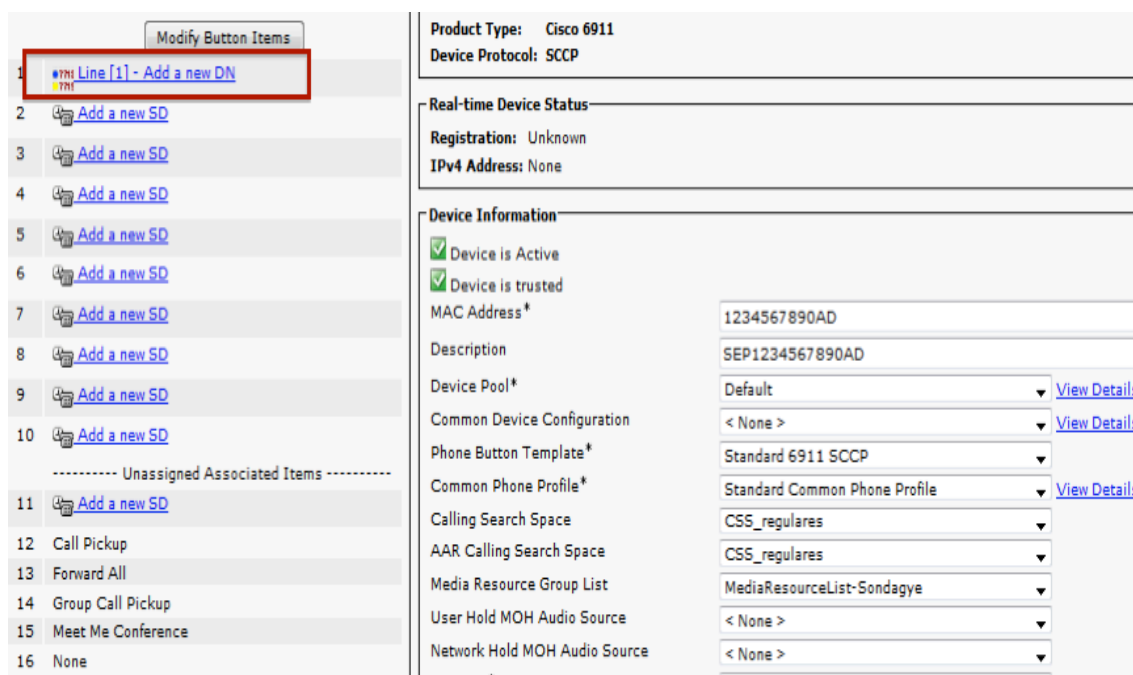 Modify Button Items
1 Line [1] - Add a new DN
2 Add a new SD
3 Add a new SD
4 Add a new SD
5 Add a new SD
6 Add a new SD
7 Add a new SD
8 Add a new SD
9 Add a new SD
10 Add a new SD
---------- Unassigned Associated Items ----------
11 Add a new SD
12 Call Pickup
13 Forward All
14 Group Call Pickup
15 Meet Me Conference
16 None
Product Type: Cisco 6911
Device Protocol: SCCP
Real-time Device Status
Registration: Unknown
IPv4 Address: None
Device Information
Device is Active
Device is trusted
MAC Address* 1234567890AD
Description SEP1234567890AD
Device Pool* Default View Details
Common Device Configuration < None > View Details
Phone Button Template* Standard 6911 SCCP
Common Phone Profile* Standard Common Phone Profile View Details
Calling Search Space CSS_regulares
AAR Calling Search Space CSS_regulares
Media Resource Group List MediaResourceList-Sondagye
User Hold MOH Audio Source < None >
Network Hold MOH Audio Source < None >